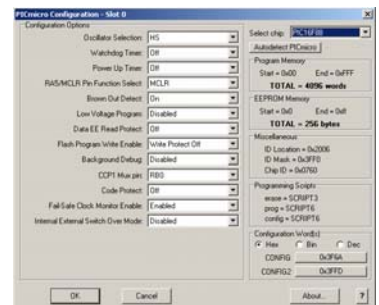 PICmicro Configuration - Slot 0
Configuration Options
Oscillator Selection: HS
Watchdog Timer: Off
Power Up Timer: Off
RA5/MCLR Pin Function Select: MCLR
Brown Out Detect: On
Low Voltage Program: Disabled
Data EE Read Protect: Off
Flash Program Write Enable: Write Protect Off
Background Debug: Disabled
CCP1 Mux pin: RB0
Code Protect: Off
Fail-Safe Clock Monitor Enable: Enabled
Internal External Switch Over Mode: Disabled
OK
Cancel
Select chip: PIC16F88
Autodetect PICmicro
Program Memory
Start = 0x00 End = 0xFFF
TOTAL = 4096 words
EEPROM Memory
Start = 0x0 End = 0xff
TOTAL = 256 bytes
Miscellaneous
ID Location = 0x2006
ID Mask = 0x3FF0
Chip ID = 0x0760
Programming Scripts
erase = SCRIPT3
prog = SCRIPT6
config = SCRIPT6
Configuration Word(s)
Hex Bin Dec
CONFIG 0x3F6A
CONFIG2 0x3FFD
About... ?